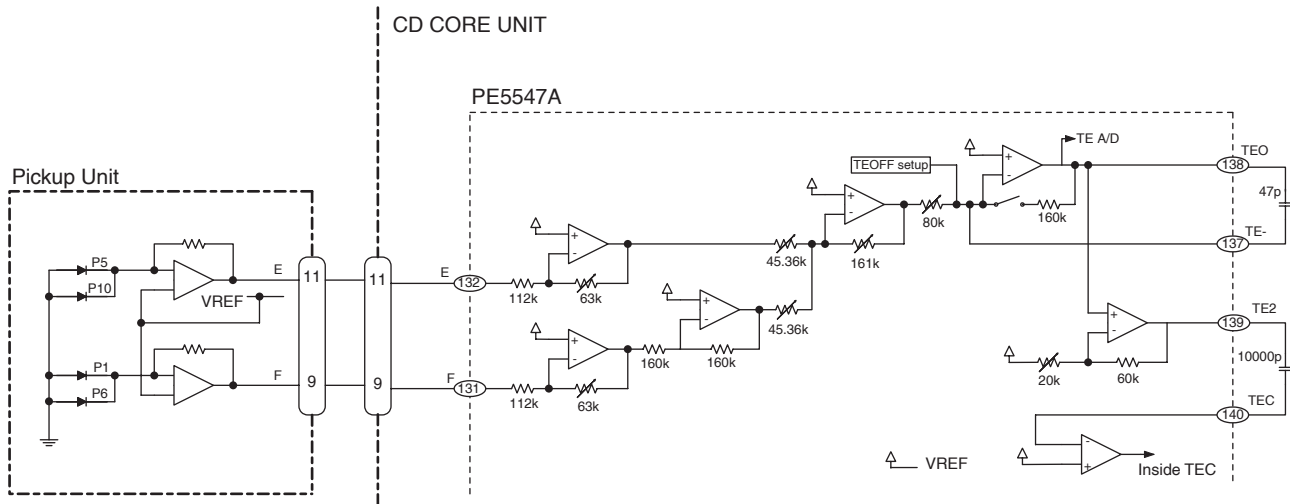 CD CORE UNIT
PE5547A
Pickup Unit
TEOFF setup
TE A/D
138
TEO
47p
137
TE-
80k
160k
P5
P10
VREF
E
11
11
E
132
112k
63k
45.36k
161k
45.36k
160k
160k
139
TE2
10000p
P1
P6
F
9
9
F
131
112k
63k
20k
60k
140
TEC
VREF
Inside TEC
+
-
+
-
+
-
+
-
+
-
+
-
-
+